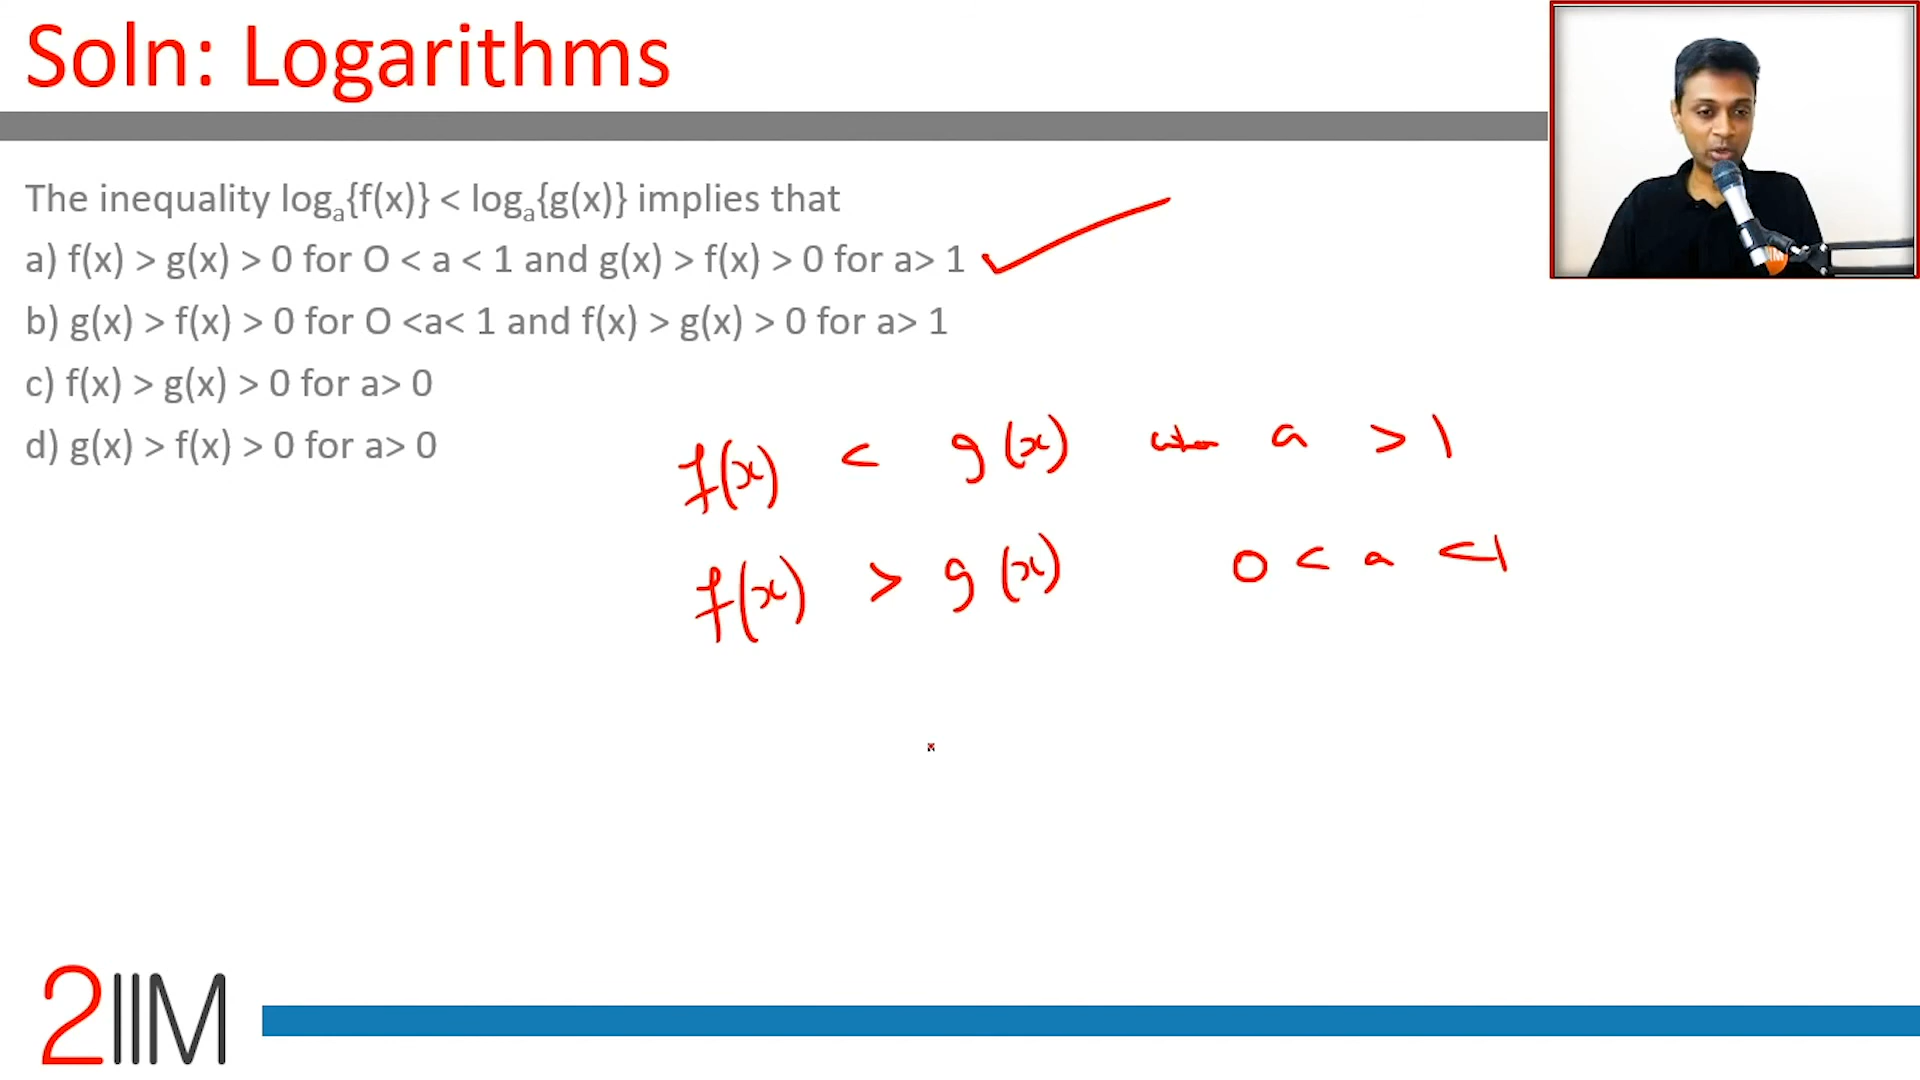 Soln: Logarithms
The inequality logₐ{f(x)} < logₐ{g(x)} implies that
a) f(x) > g(x) > 0 for O < a < 1 and g(x) > f(x) > 0 for a> 1
b) g(x) > f(x) > 0 for O <a< 1 and f(x) > g(x) > 0 for a> 1
c) f(x) > g(x) > 0 for a> 0
d) g(x) > f(x) > 0 for a> 0
f(x) < g(x) when a > 1
f(x) > g(x) 0 < a < 1
2IIM